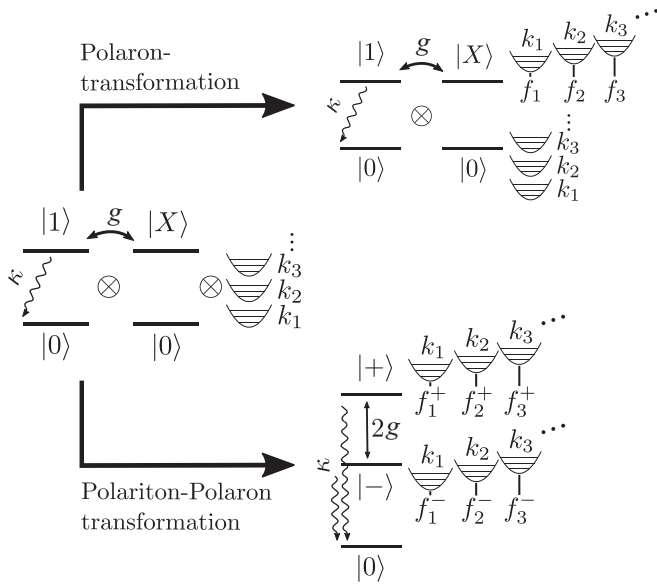 Polaron-
transformation
|1⟩ g |X⟩ k₁ k₂ k₃ ⋯
κ ⊗ f₁ f₂ f₃
|0⟩ |0⟩ ⋮
k₃
k₂
k₁
|1⟩ g |X⟩ ⋮
κ ⊗ ⊗ k₃
k₂
k₁
|0⟩ |0⟩
|+⟩ k₁ k₂ k₃ ⋯
f₁⁺ f₂⁺ f₃⁺
κ 2g
|−⟩ k₁ k₂ k₃ ⋯
f₁⁻ f₂⁻ f₃⁻
|0⟩
Polariton-Polaron
transformation